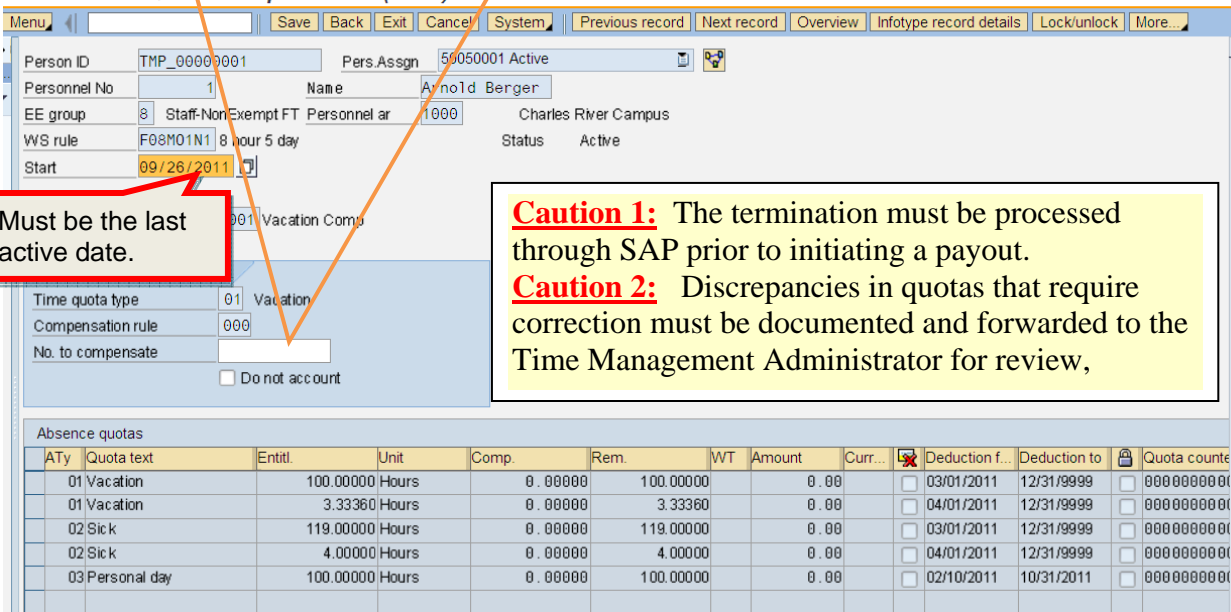 Menu Save Back Exit Cancel System Previous record Next record Overview Infotype record details Lock/unlock More...
Person ID TMP_00000001 Pers.Assgn 50050001 Active
Personnel No 1 Name Arnold Berger
EE group 8 Staff-NonExempt FT Personnel ar 1000 Charles River Campus
WS rule F08MO1N1 8 hour 5 day Status Active
Start 09/26/2011
Must be the last
active date.
001 Vacation Comp
Caution 1: The termination must be processed
through SAP prior to initiating a payout.
Caution 2: Discrepancies in quotas that require
correction must be documented and forwarded to the
Time Management Administrator for review,
Time quota type 01 Vacation
Compensation rule 000
No. to compensate
Do not account
Absence quotas
ATy Quota text Entitl. Unit Comp. Rem. WT Amount Curr... Deduction f... Deduction to Quota counte
01 Vacation 100.00000 Hours 0.00000 100.00000 0.00 03/01/2011 12/31/9999
01 Vacation 3.33360 Hours 0.00000 3.33360 0.00 04/01/2011 12/31/9999
02 Sick 119.00000 Hours 0.00000 119.00000 0.00 03/01/2011 12/31/9999
02 Sick 4.00000 Hours 0.00000 4.00000 0.00 04/01/2011 12/31/9999
03 Personal day 100.00000 Hours 0.00000 100.00000 0.00 02/10/2011 10/31/2011